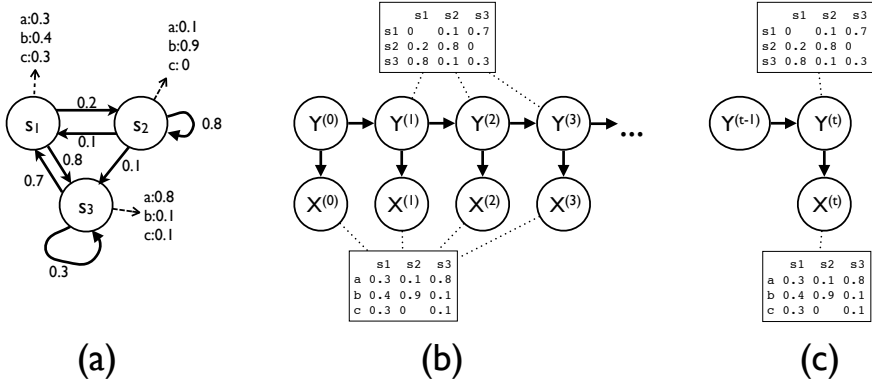 a:0.3
b:0.4
c:0.3
a:0.1
b:0.9
c: 0
s1
s2
0.2
0.1
0.8
0.8
0.7
0.1
s3
a:0.8
b:0.1
c:0.1
0.3
(a)
s1 s2 s3
s1 0 0.1 0.7
s2 0.2 0.8 0
s3 0.8 0.1 0.3
Y(0) Y(1) Y(2) Y(3) ...
X(0) X(1) X(2) X(3)
s1 s2 s3
a 0.3 0.1 0.8
b 0.4 0.9 0.1
c 0.3 0 0.1
(b)
s1 s2 s3
s1 0 0.1 0.7
s2 0.2 0.8 0
s3 0.8 0.1 0.3
Y(t-1) Y(t)
X(t)
s1 s2 s3
a 0.3 0.1 0.8
b 0.4 0.9 0.1
c 0.3 0 0.1
(c)